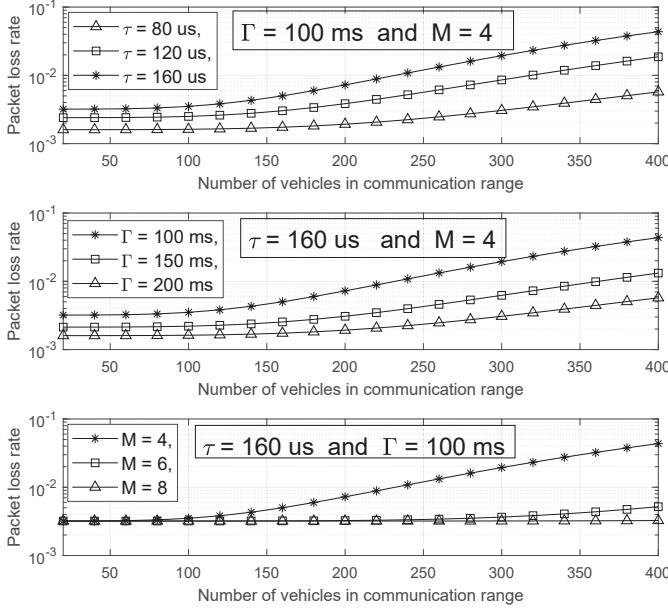 Packet loss rate
10^-1
10^-2
10^-3
τ = 80 us,
τ = 120 us
τ = 160 us
Γ = 100 ms and M = 4
50 100 150 200 250 300 350 400
Number of vehicles in communication range
Packet loss rate
10^-1
10^-2
10^-3
Γ = 100 ms,
Γ = 150 ms,
Γ = 200 ms
τ = 160 us and M = 4
50 100 150 200 250 300 350 400
Number of vehicles in communication range
Packet loss rate
10^-1
10^-2
10^-3
M = 4,
M = 6,
M = 8
τ = 160 us and Γ = 100 ms
50 100 150 200 250 300 350 400
Number of vehicles in communication range